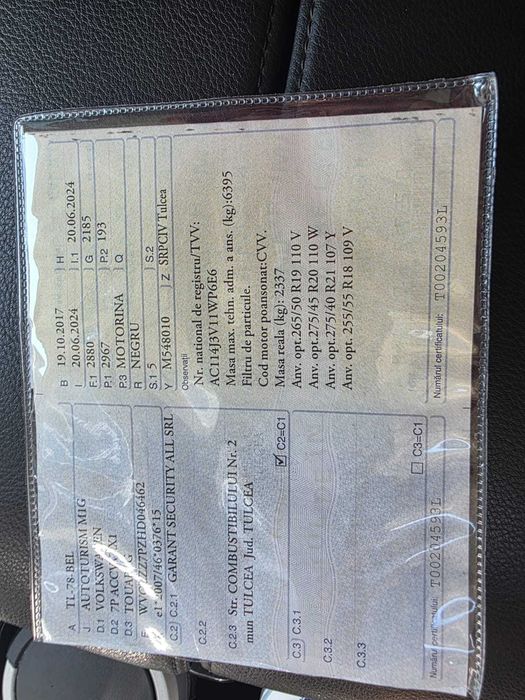 A TL-78-BEL
J AUTOTURISM M1G
D.1 VOLKSWAGEN
D.2 7P ACCVVC
D.3 TOUAREG
E
e1*2007/46*0376*15
C.2 C.2.1 GARANT SECURITY ALL SRL
C.2.2
C.2.3 Str. COMBUSTIBILULUI Nr. 2
mun TULCEA Jud. TULCEA
☑ C2=C1
C.3 C.3.1
C.3.2
C.3.3
☐ C3=C1
Numărul certificatului: T00204593L
B 19.10.2017 H
I 20.06.2024 I.1 20.06.2024
F.1 2880 G 2185
P.1 2967 P.2 193
P.3 MOTORINA Q
R NEGRU
S.1 5 S.2
Y M548010 Z SRPCIV Tulcea
Observații
Nr. national de registru/TVV:
AC114J3V11WP6E6
Masa max. tehn. adm. a ans. (kg):6395
Filtru de particule.
Cod motor poansonat:CVV.
Masa reala (kg): 2337
Anv. opt.265/50 R19 110 V
Anv. opt.275/45 R20 110 W
Anv. opt.275/40 R21 107 Y
Anv. opt. 255/55 R18 109 V
Numărul certificatului: T00204593L